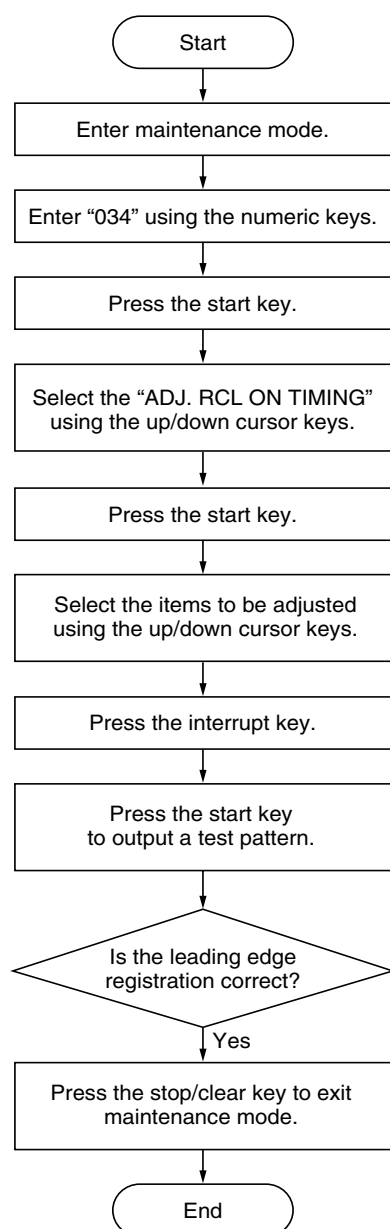 Start
Enter maintenance mode.
Enter “034” using the numeric keys.
Press the start key.
Select the “ADJ. RCL ON TIMING”
using the up/down cursor keys.
Press the start key.
Select the items to be adjusted
using the up/down cursor keys.
Press the interrupt key.
Press the start key
to output a test pattern.
Is the leading edge
registration correct?
Yes
Press the stop/clear key to exit
maintenance mode.
End